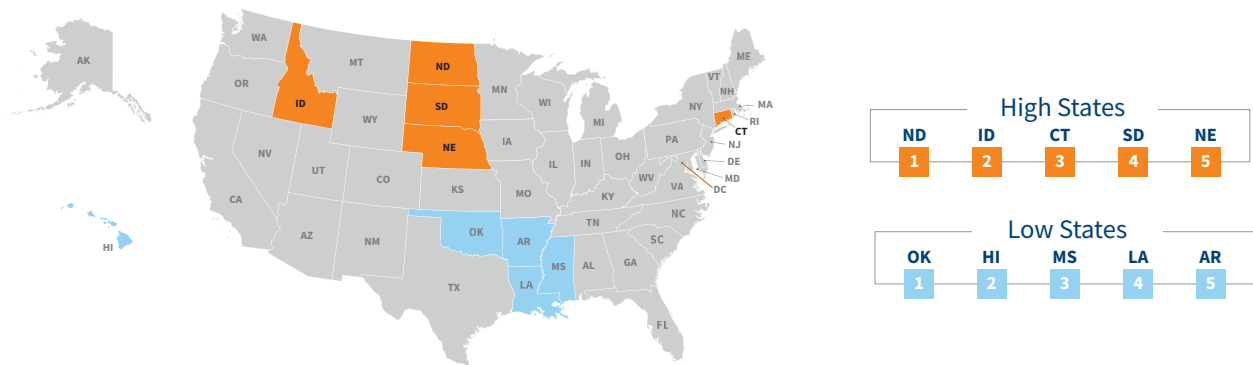 AK
WA
OR
ID
MT
ND
MN
SD
WY
NE
IA
WI
MI
NV
UT
CO
KS
MO
IL
IN
OH
PA
NY
VT
NH
ME
MA
RI
CT
NJ
DE
MD
DC
WV
VA
KY
TN
NC
SC
CA
AZ
NM
OK
AR
TX
LA
MS
AL
GA
FL
HI
High States
ND ID CT SD NE
1 2 3 4 5
Low States
OK HI MS LA AR
1 2 3 4 5